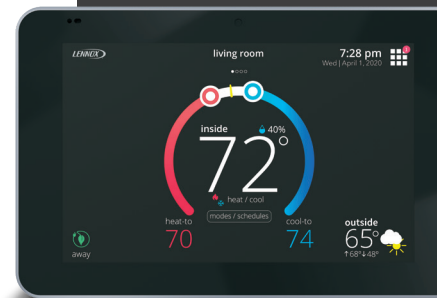 LENNOX
living room
7:28 pm
Wed | April 1, 2020
1
inside
40%
72°
heat / cool
modes / schedules
heat-to
70
cool-to
74
away
outside
65°
↑68°↓48°